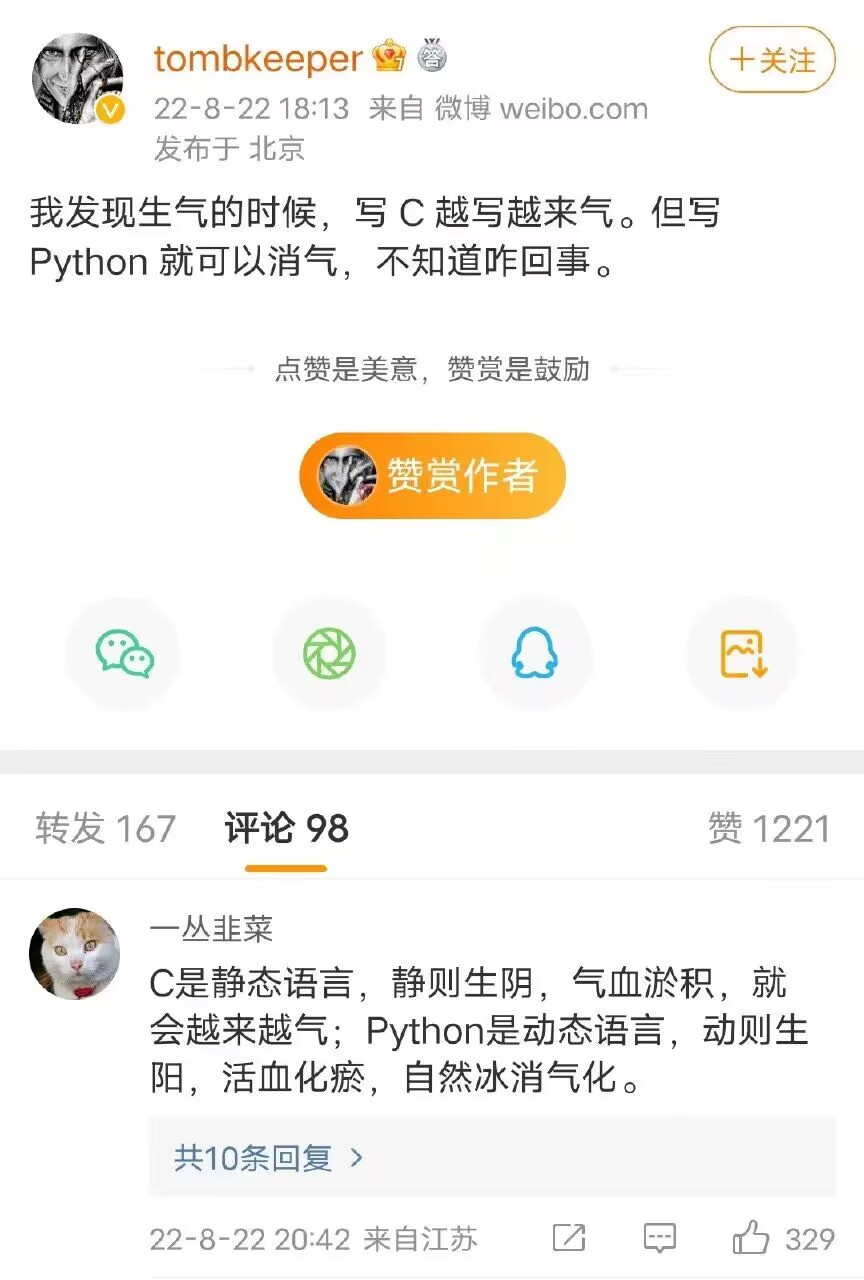 tombkeeper
答
+关注
22-8-22 18:13 来自 微博 weibo.com
发布于 北京
我发现生气的时候，写 C 越写越来气。但写
Python 就可以消气，不知道咋回事。
点赞是美意，赞赏是鼓励
赞赏作者
转发 167 评论 98 赞 1221
一丛韭菜
C是静态语言，静则生阴，气血淤积，就
会越来越气；Python是动态语言，动则生
阳，活血化瘀，自然冰消气化。
共10条回复 >
22-8-22 20:42 来自江苏 329